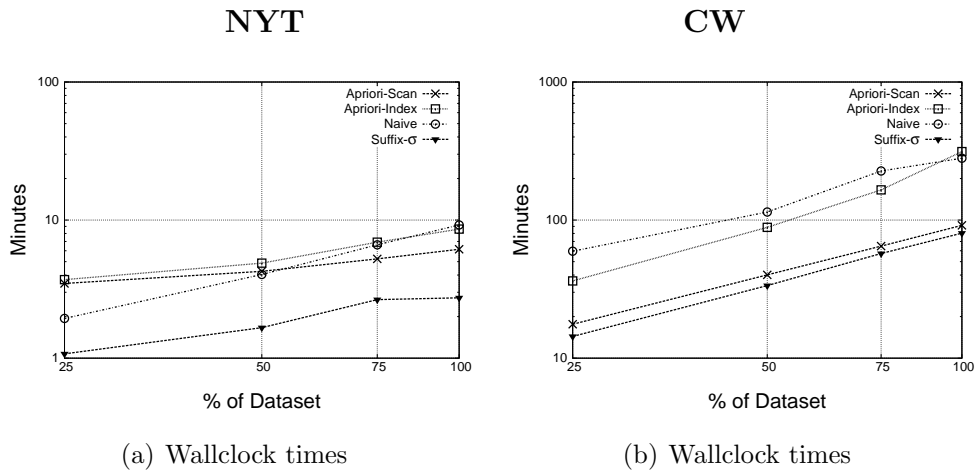 NYT
100
10
1
25
50
75
100
Minutes
% of Dataset
Apriori-Scan
Apriori-Index
Naive
Suffix-σ
(a) Wallclock times
CW
1000
100
10
25
50
75
100
Minutes
% of Dataset
Apriori-Scan
Apriori-Index
Naive
Suffix-σ
(b) Wallclock times